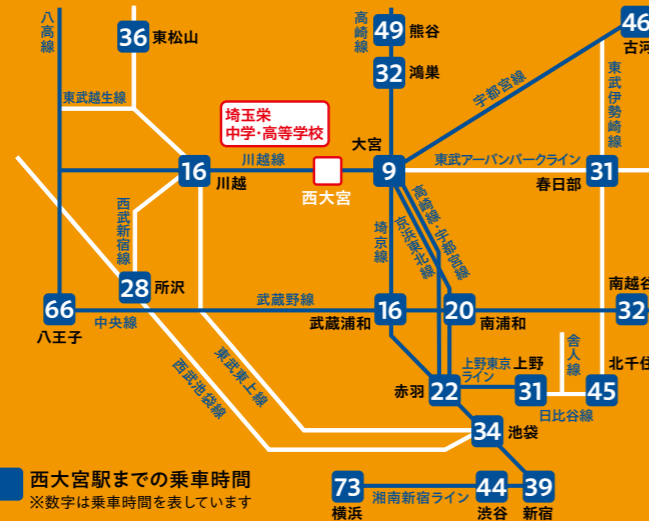 八高線
36 東松山
高崎線
49 熊谷
46
古河
32 鴻巣
宇都宮線
東武伊勢崎線
東武越生線
埼玉栄
中学・高等学校
大宮
16
川越
川越線
西大宮
9
東武アーバンパークライン
31
春日部
西武新宿線
埼京線
京浜東北線
高崎線・宇都宮線
28 所沢
66
八王子
中央線
武蔵野線
16
武蔵浦和
20
南浦和
南越谷
32
東武東上線
西武池袋線
舎人線
上野東京
ライン
上野
北千住
赤羽 22
31
45
日比谷線
34 池袋
西大宮駅までの乗車時間
※数字は乗車時間を表しています
73
横浜
湘南新宿ライン
44
渋谷
39
新宿